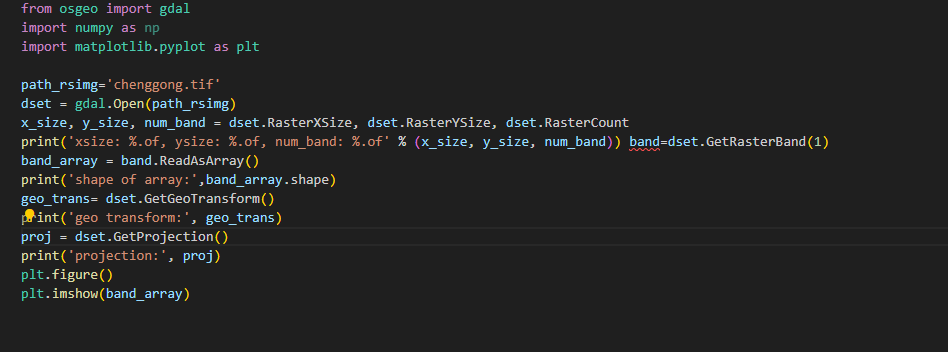 from osgeo import gdal
import numpy as np
import matplotlib.pyplot as plt
path_rsimg='chenggong.tif'
dset = gdal.Open(path_rsimg)
x_size, y_size, num_band = dset.RasterXSize, dset.RasterYSize, dset.RasterCount
print('xsize: %.of, ysize: %.of, num_band: %.of' % (x_size, y_size, num_band)) band=dset.GetRasterBand(1)
band_array = band.ReadAsArray()
print('shape of array:',band_array.shape)
geo_trans= dset.GetGeoTransform()
print('geo transform:', geo_trans)
proj = dset.GetProjection()
print('projection:', proj)
plt.figure()
plt.imshow(band_array)